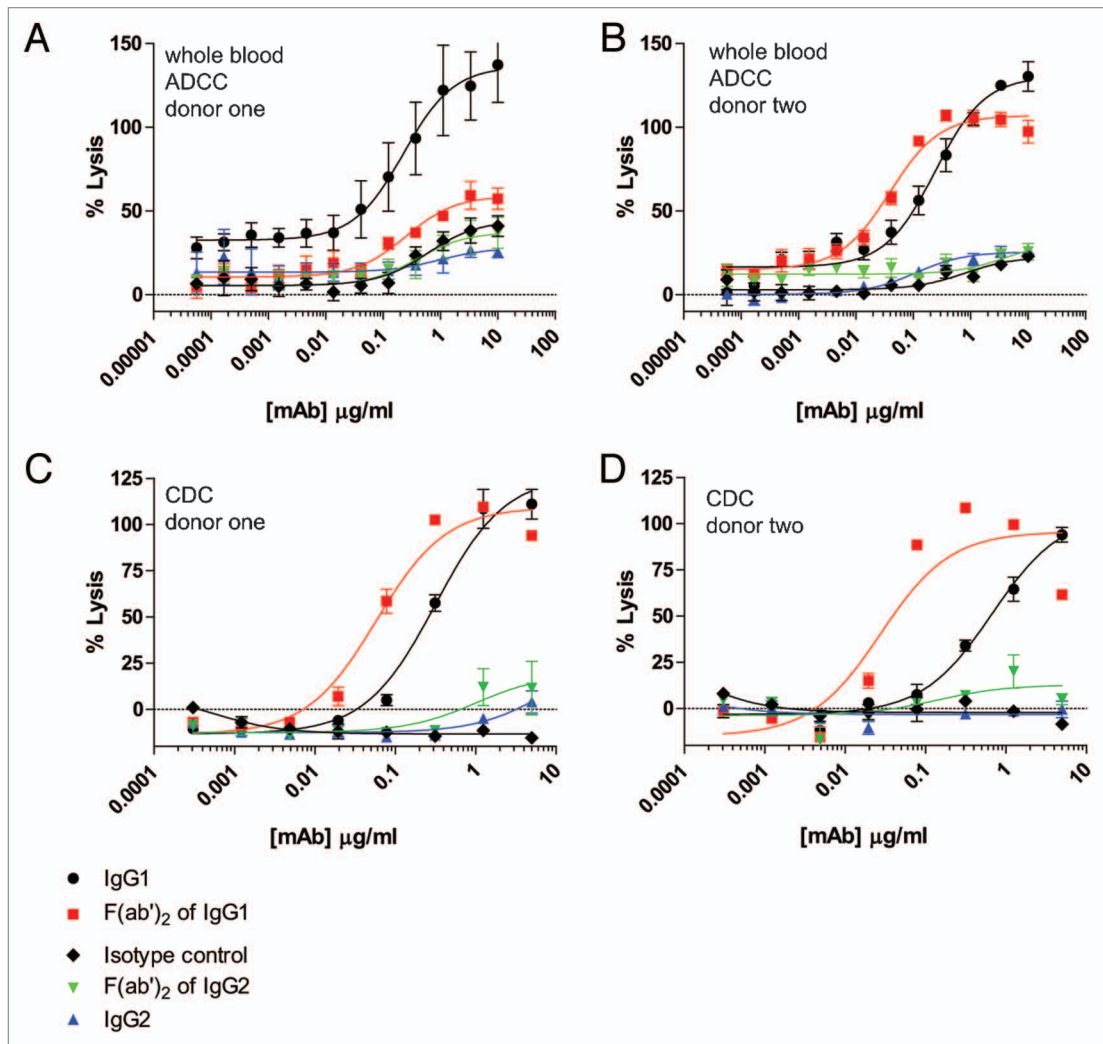 A
whole blood
ADCC
donor one
% Lysis
150
100
50
0
0.00001
0.0001
0.001
0.01
0.1
1
10
100
[mAb] μg/ml
B
whole blood
ADCC
donor two
% Lysis
150
100
50
0
0.00001
0.0001
0.001
0.01
0.1
1
10
100
[mAb] μg/ml
C
CDC
donor one
% Lysis
125
100
75
50
25
0
0.0001
0.001
0.01
0.1
1
10
[mAb] μg/ml
D
CDC
donor two
% Lysis
125
100
75
50
25
0
0.0001
0.001
0.01
0.1
1
10
[mAb] μg/ml
IgG1
F(ab')₂ of IgG1
Isotype control
F(ab')₂ of IgG2
IgG2